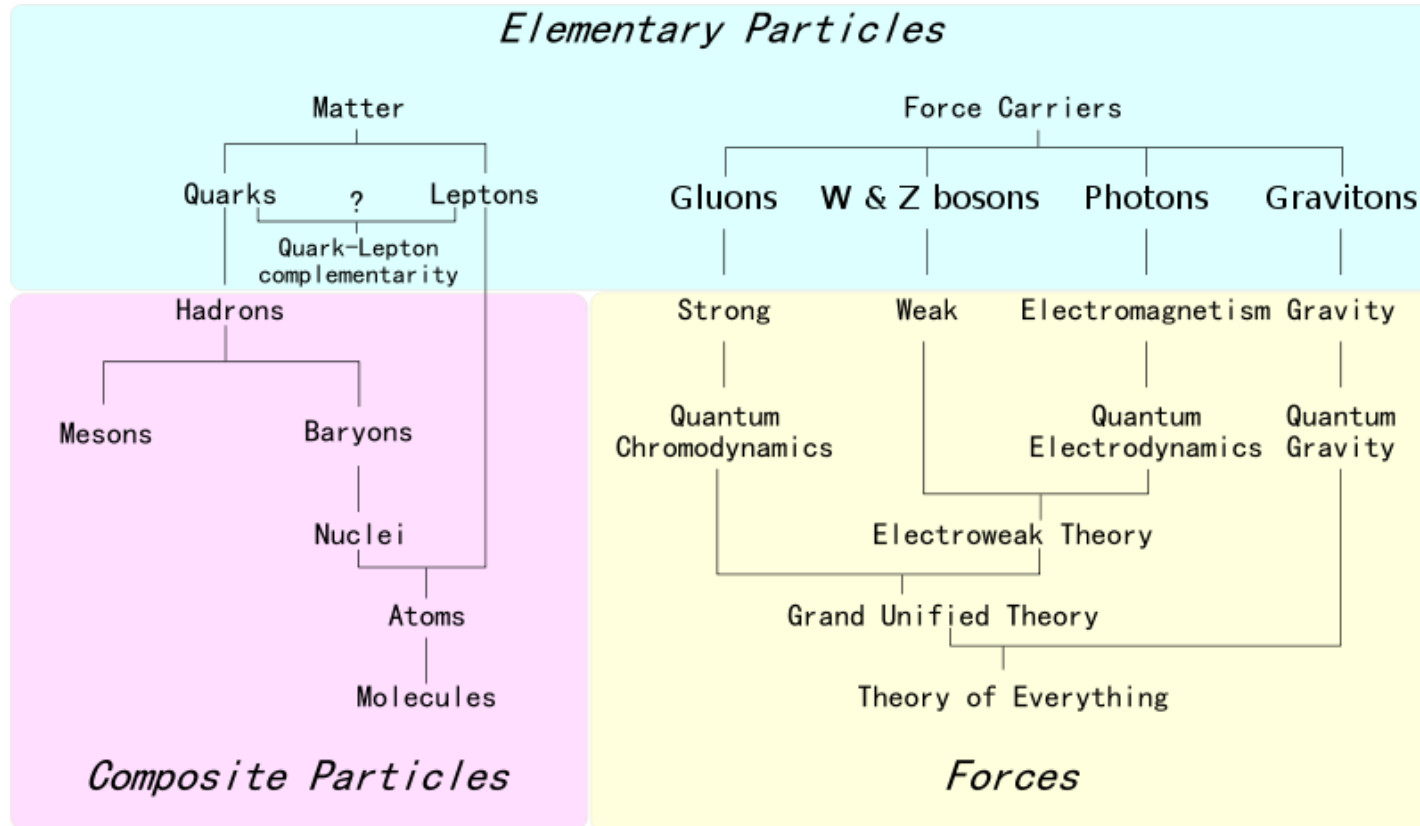 Elementary Particles
Matter
Force Carriers
Quarks
?
Leptons
Gluons
W & Z bosons
Photons
Gravitons
Quark-Lepton
complementarity
Hadrons
Strong
Weak
Electromagnetism
Gravity
Mesons
Baryons
Quantum
Chromodynamics
Quantum
Electrodynamics
Quantum
Gravity
Nuclei
Electroweak Theory
Atoms
Grand Unified Theory
Molecules
Theory of Everything
Composite Particles
Forces